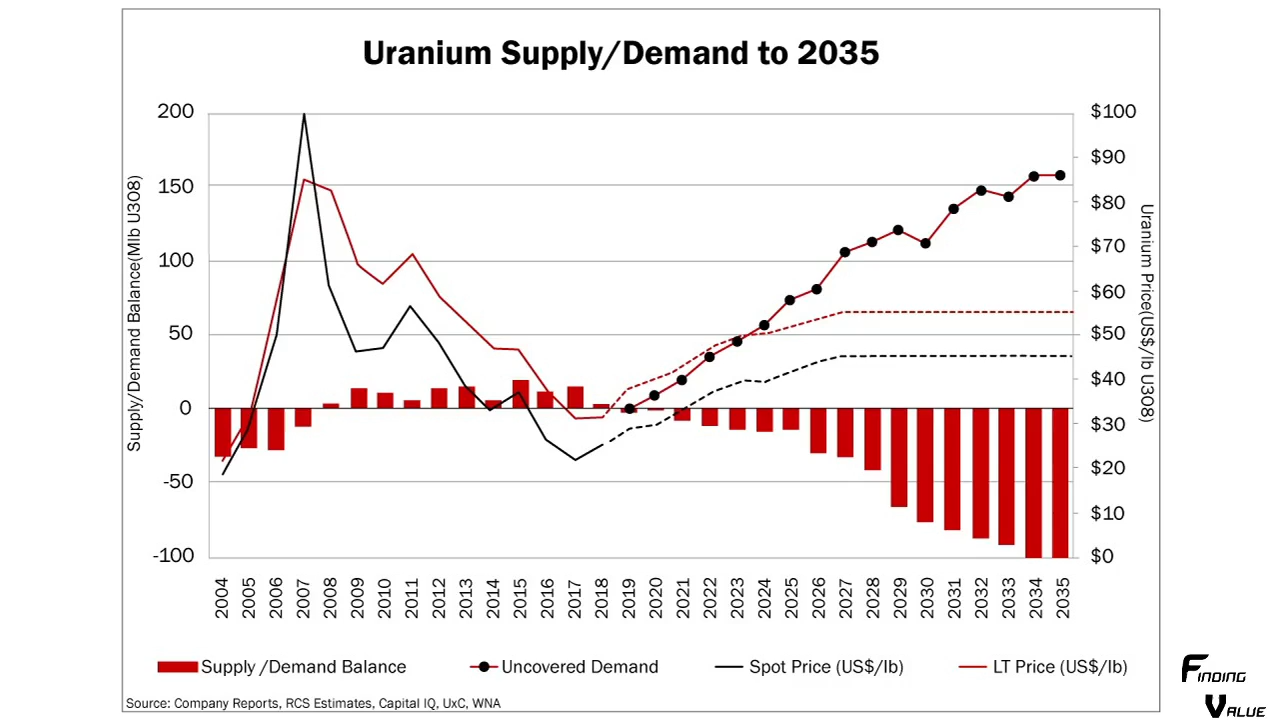 Uranium Supply/Demand to 2035
200
150
100
50
0
-50
-100
Supply/Demand Balance(Mlb U308)
$100
$90
$80
$70
$60
$50
$40
$30
$20
$10
$0
Uranium Price(US$/lb U308)
2004 2005 2006 2007 2008 2009 2010 2011 2012 2013 2014 2015 2016 2017 2018 2019 2020 2021 2022 2023 2024 2025 2026 2027 2028 2029 2030 2031 2032 2033 2034 2035
Supply /Demand Balance Uncovered Demand Spot Price (US$/lb) LT Price (US$/lb)
Source: Company Reports, RCS Estimates, Capital IQ, UxC, WNA
Finding
Value